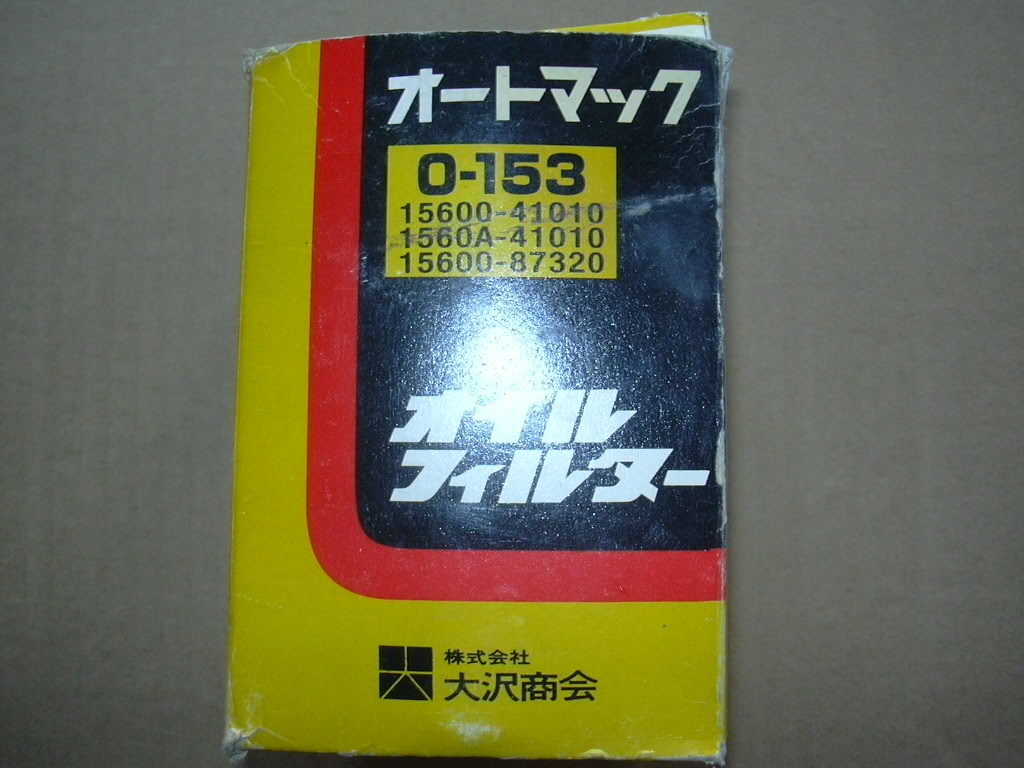 オートマック
0-153
15600-41010
1560A-41010
15600-87320
オイル
フィルター
株式会社
大沢商会